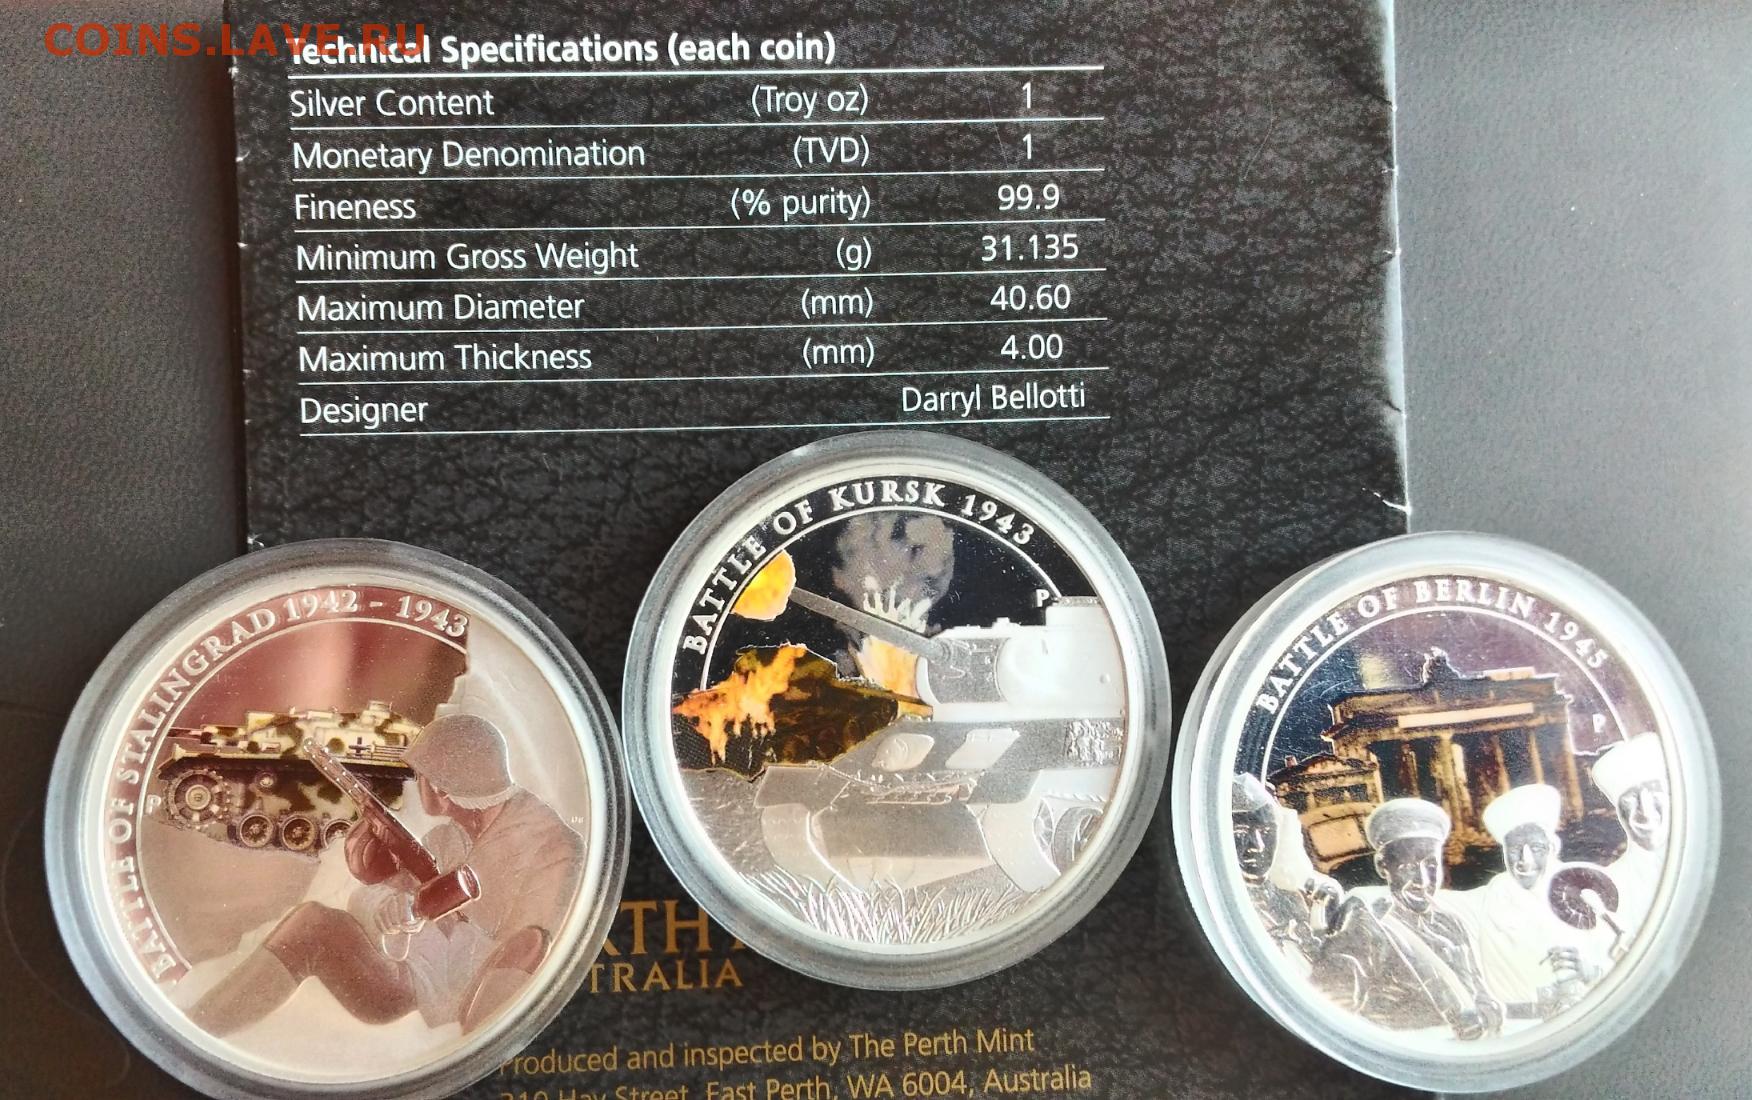 COINS.LAVE.RU
Technical Specifications (each coin)
Silver Content (Troy oz) 1
Monetary Denomination (TVD) 1
Fineness (% purity) 99.9
Minimum Gross Weight (g) 31.135
Maximum Diameter (mm) 40.60
Maximum Thickness (mm) 4.00
Designer Darryl Bellotti
BATTLE OF STALINGRAD 1942 - 1943
P
BATTLE OF KURSK 1943
P
BATTLE OF BERLIN 1945
P
Produced and inspected by The Perth Mint
310 Hay Street, East Perth, WA 6004, Australia